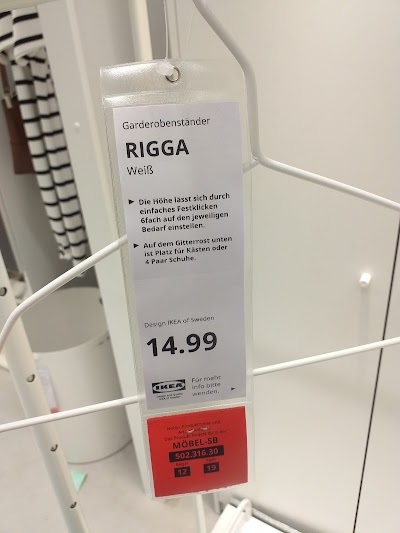 Garderobenständer
RIGGA
Weiß
► Die Höhe lässt sich durch
einfaches Festklicken
6fach auf den jeweiligen
Bedarf einstellen.
► Auf dem Gitterrost unten
ist Platz für Kästen oder
4 Paar Schuhe.
Design IKEA of Sweden
14.99
IKEA
Für mehr
Info bitte
wenden.
MÖBEL-SB
502.316.30
Regal
12
19